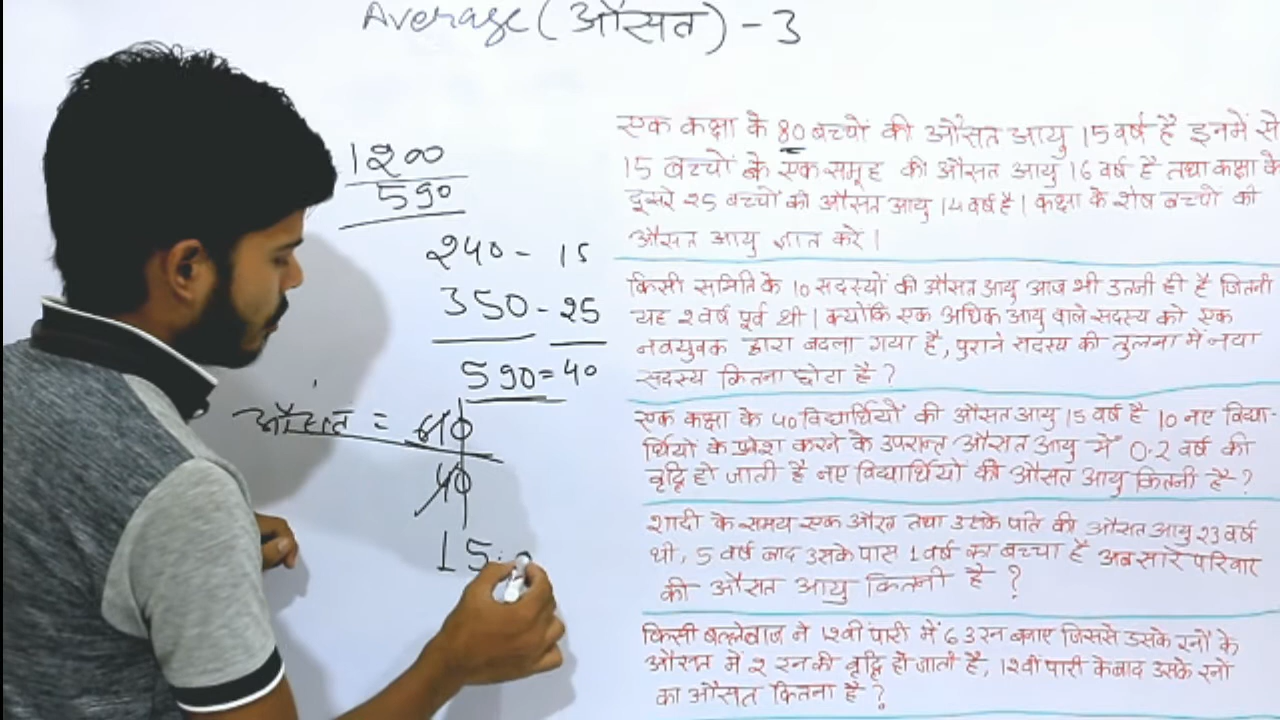 Average (औसत) - 3
1200
590
240 - 15
350 - 25
590 = 40
औसत =
40
15.
एक कक्षा के 80 बच्चों की औसत आयु 15 वर्ष है इनमें से
15 बच्चों के एक समूह की औसत आयु 16 वर्ष है तथा कक्षा के
दूसरे 25 बच्चों की औसत आयु 14 वर्ष है। कक्षा के शेष बच्चों की
औसत आयु ज्ञात करें।
किसी समिति के 10 सदस्यों की औसत आयु आज भी उतनी ही है जितनी
यह 2 वर्ष पूर्व थी। क्योंकि एक अधिक आयु वाले सदस्य को एक
नवयुवक द्वारा बदला गया है, पुराने सदस्य की तुलना में नया
सदस्य कितना छोटा है?
एक कक्षा के 40 विद्यार्थियों की औसत आयु 15 वर्ष है 10 नए विद्या-
र्थियों के प्रवेश करने के उपरान्त औसत आयु में 0.2 वर्ष की
वृद्धि हो जाती है नए विद्यार्थियों की औसत आयु कितनी है?
शादी के समय एक औरत तथा उसके पति की औसत आयु 23 वर्ष
थी, 5 वर्ष बाद उसके पास 1 वर्ष का बच्चा है अब सारे परिवार
की औसत आयु कितनी है?
किसी बल्लेबाज ने 12वीं पारी में 63 रन बनाए जिससे उसके रनों के
औसत में 2 रन की वृद्धि हो जाती है, 12वीं पारी के बाद उसके रनों
का औसत कितना है?